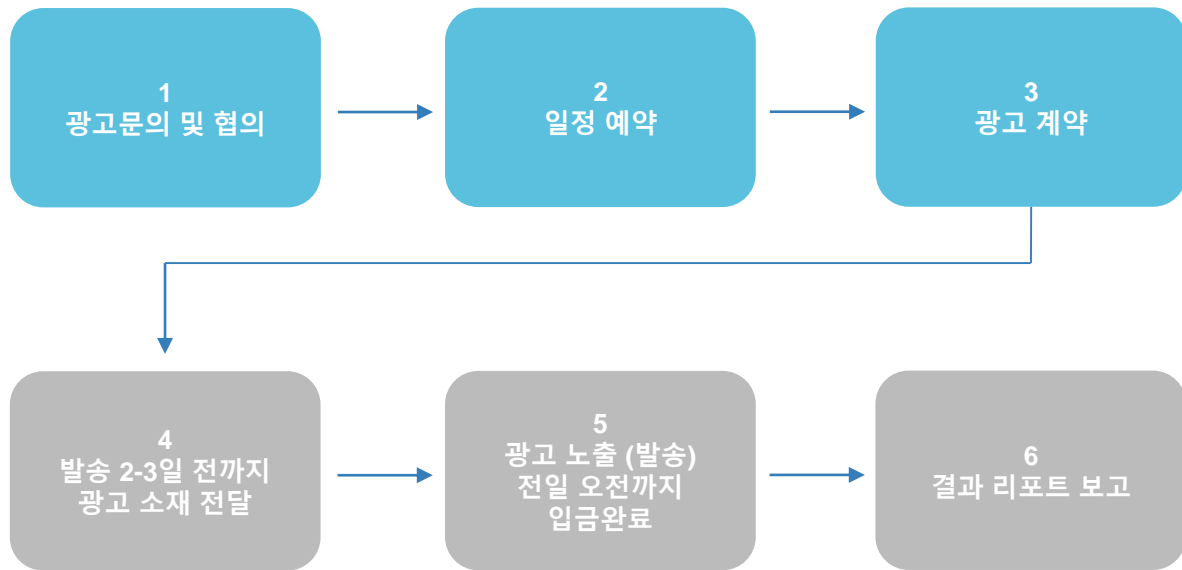 1
광고문의 및 협의
2
일정 예약
3
광고 계약
4
발송 2-3일 전까지
광고 소재 전달
5
광고 노출 (발송)
전일 오전까지
입금완료
6
결과 리포트 보고